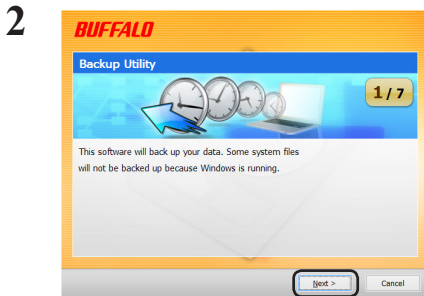 2
BUFFALO
Backup Utility
1 / 7
This software will back up your data. Some system files
will not be backed up because Windows is running.
Next >
Cancel